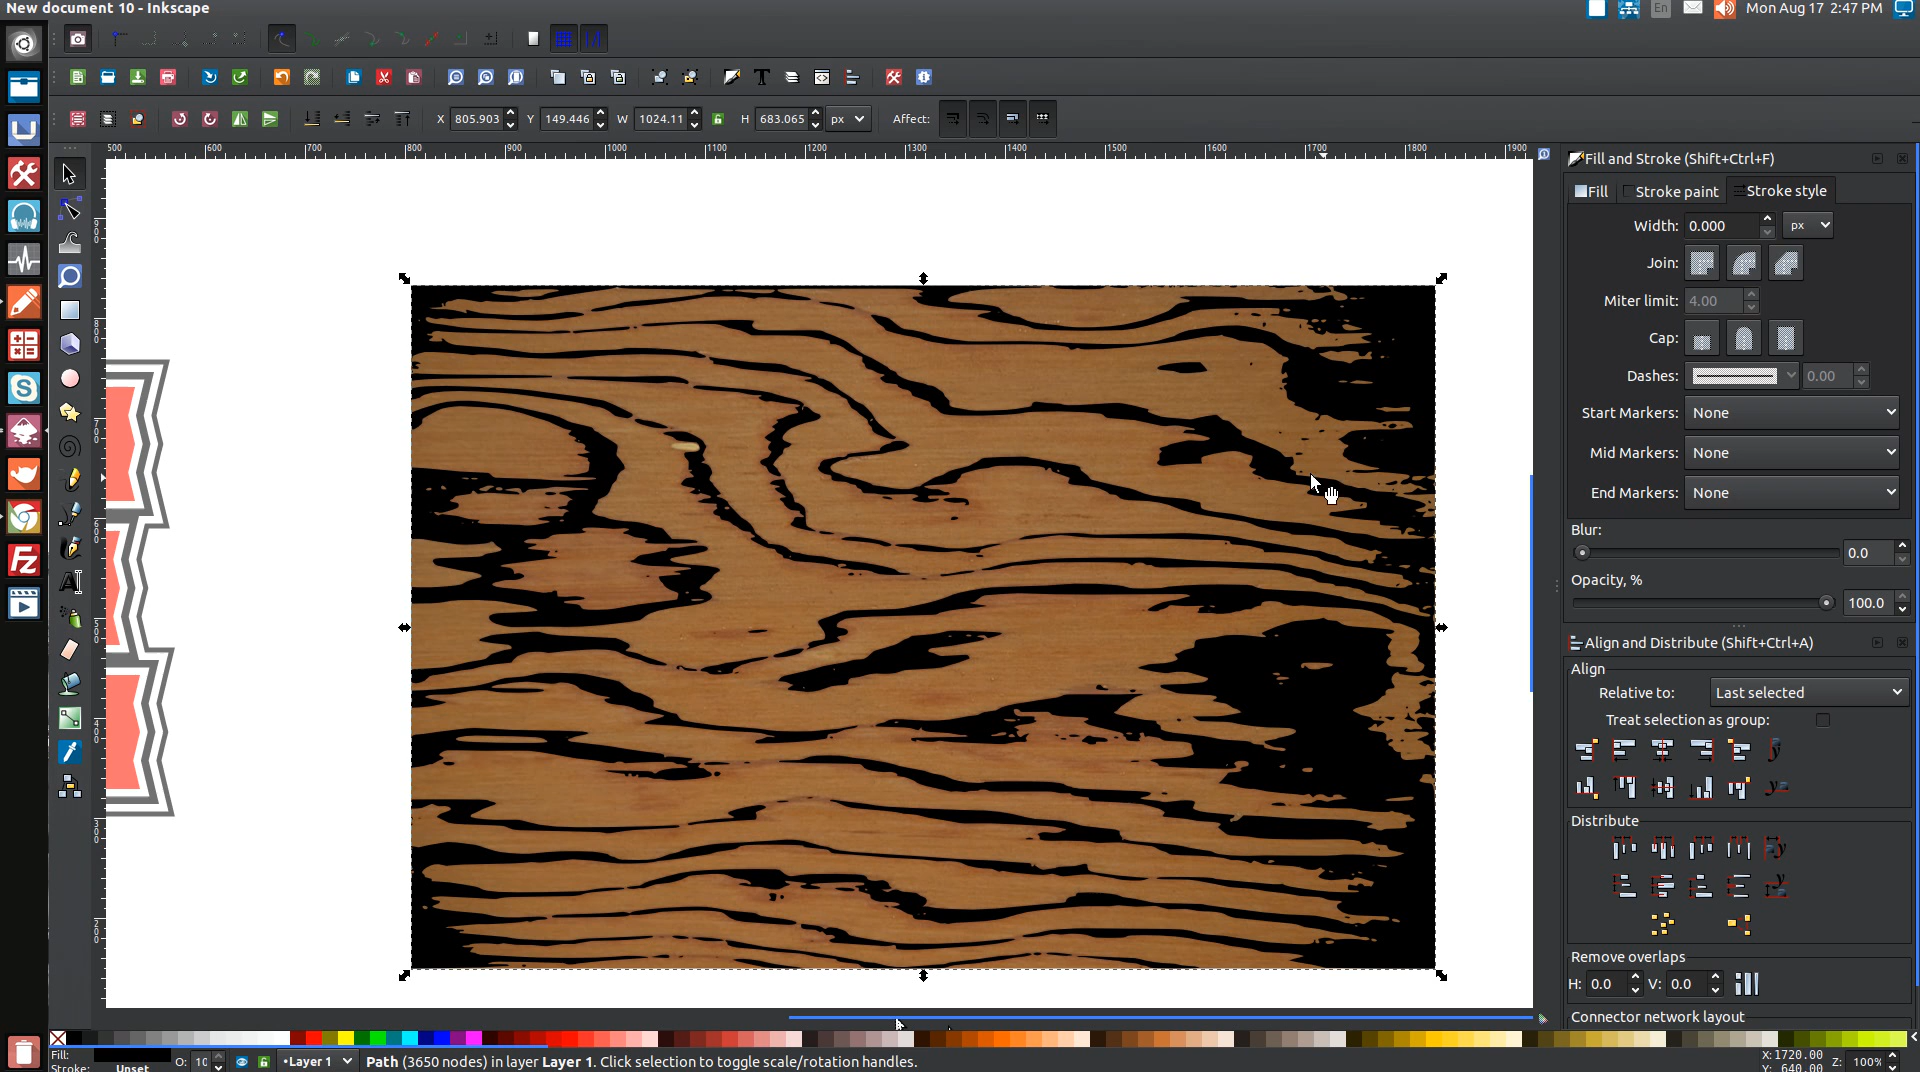 New document 10 - Inkscape
En
Mon Aug 17 2:47 PM
X 805.903 Y 149.446 W 1024.11 H 683.065 px Affect:
500 600 700 800 900 1000 1100 1200 1300 1400 1500 1600 1700 1800 1900
Fill and Stroke (Shift+Ctrl+F)
Fill Stroke paint Stroke style
Width: 0.000 px
Join:
Miter limit: 4.00
Cap:
Dashes: 0.00
Start Markers: None
Mid Markers: None
End Markers: None
Blur:
0.0
Opacity, %
100.0
Align and Distribute (Shift+Ctrl+A)
Align
Relative to: Last selected
Treat selection as group:
Distribute
Remove overlaps
H: 0.0 V: 0.0
Connector network layout
Fill: O: 10 •Layer 1 Path (3650 nodes) in layer Layer 1. Click selection to toggle scale/rotation handles.
Stroke: Unset
X:1720.00
Y: 640.00 Z: 100%